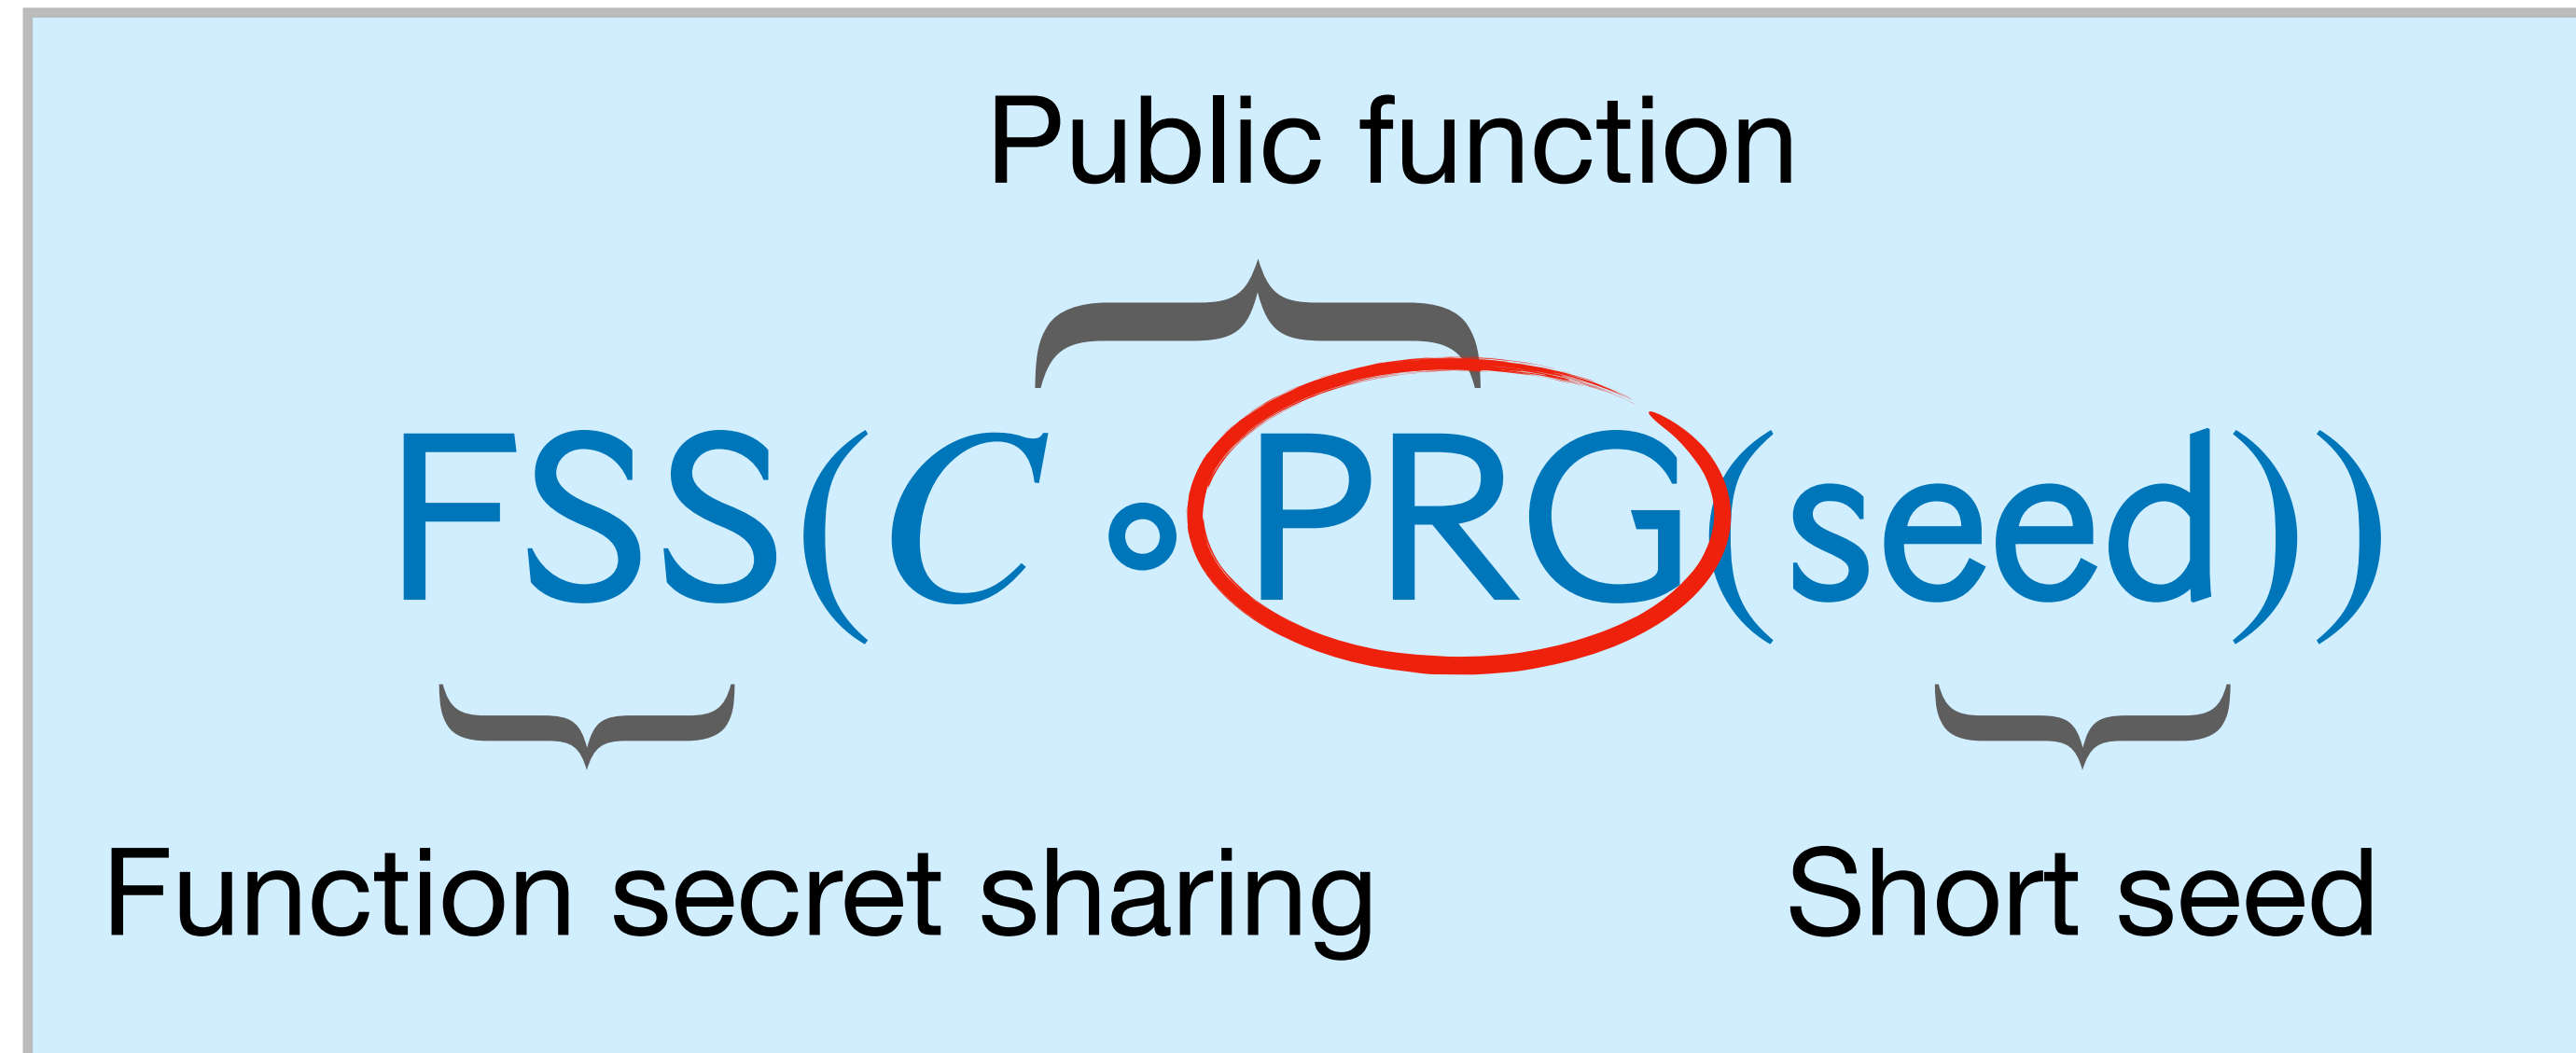 Public function
FSS(C ∘ PRG(seed))
Function secret sharing
Short seed